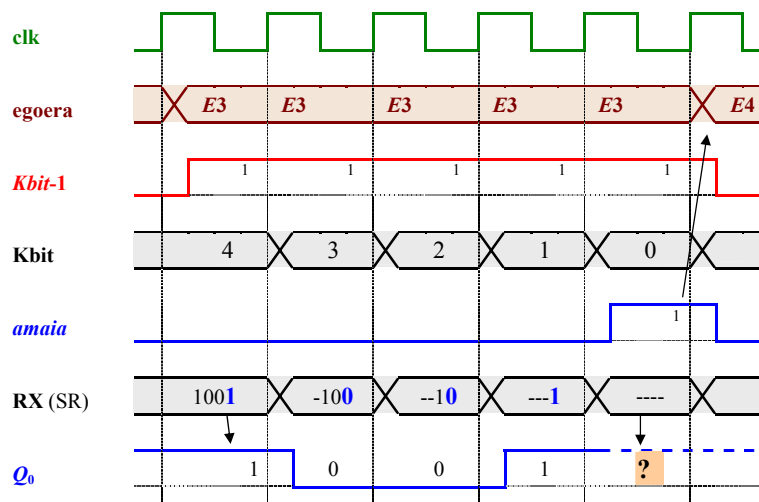 clk
egoera E3 E3 E3 E3 E3 E4
Kbit-1 1 1 1 1 1
Kbit 4 3 2 1 0
amaia 1
RX (SR) 1001 -100 --10 ---1 ----
Q₀ 1 0 0 1 ?